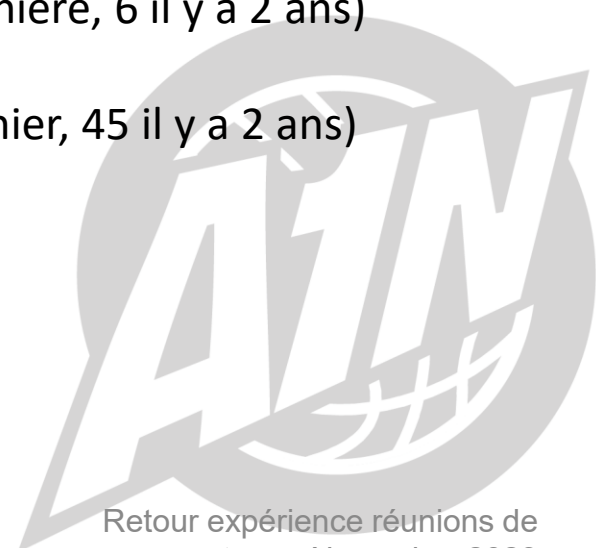 nière, 6 il y a 2 ans)
nier, 45 il y a 2 ans)
A1N
Retour expérience réunions de